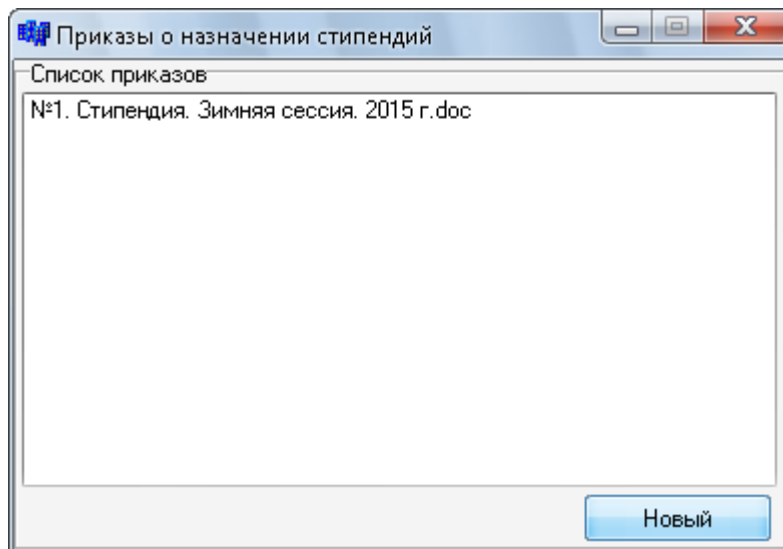 Приказы о назначении стипендий
Список приказов
№1. Стипендия. Зимняя сессия. 2015 г.doc
Новый